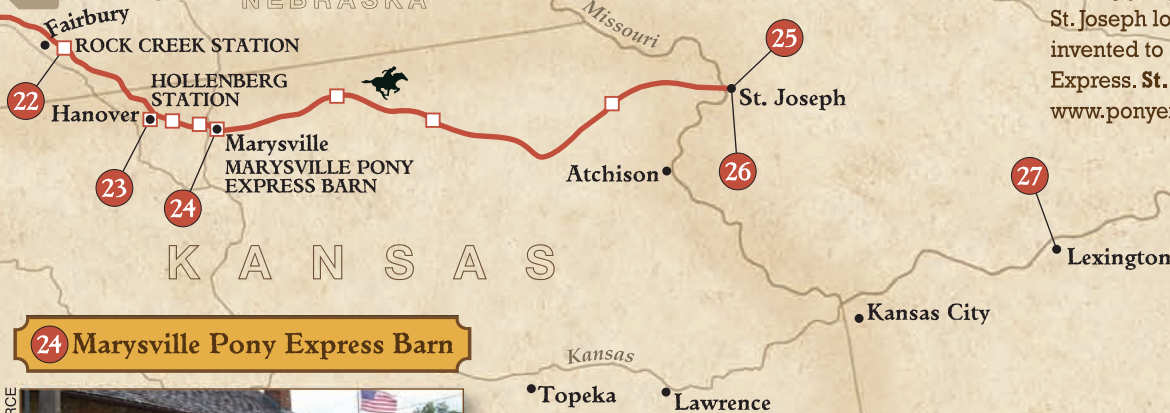 NEBRASKA
Fairbury
ROCK CREEK STATION
22
HOLLENBERG
STATION
Hanover
Marysville
MARYSVILLE PONY
EXPRESS BARN
23
24
Missouri
25
St. Joseph
26
Atchison
27
Lexington
KANSAS
Kansas City
Kansas
Topeka
Lawrence
St. Joseph lo
invented to
Express. St.
www.ponyex
24 Marysville Pony Express Barn
RCE